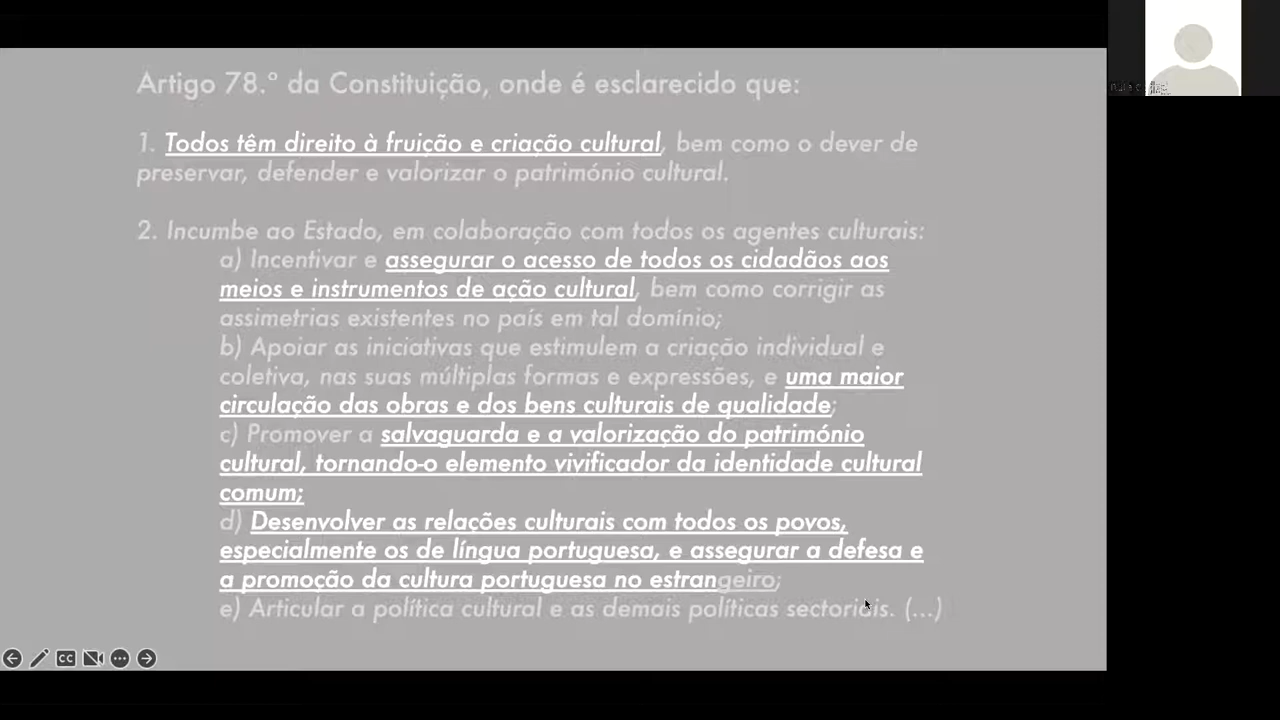 Artigo 78.º da Constituição, onde é esclarecido que:
1. Todos têm direito à fruição e criação cultural, bem como o dever de
preservar, defender e valorizar o património cultural.
2. Incumbe ao Estado, em colaboração com todos os agentes culturais:
a) Incentivar e assegurar o acesso de todos os cidadãos aos
meios e instrumentos de ação cultural, bem como corrigir as
assimetrias existentes no país em tal domínio;
b) Apoiar as iniciativas que estimulem a criação individual e
coletiva, nas suas múltiplas formas e expressões, e uma maior
circulação das obras e dos bens culturais de qualidade;
c) Promover a salvaguarda e a valorização do património
cultural, tornando-o elemento vivificador da identidade cultural
comum;
d) Desenvolver as relações culturais com todos os povos,
especialmente os de língua portuguesa, e assegurar a defesa e
a promoção da cultura portuguesa no estrangeiro;
e) Articular a política cultural e as demais políticas sectoriais. (...)
CC